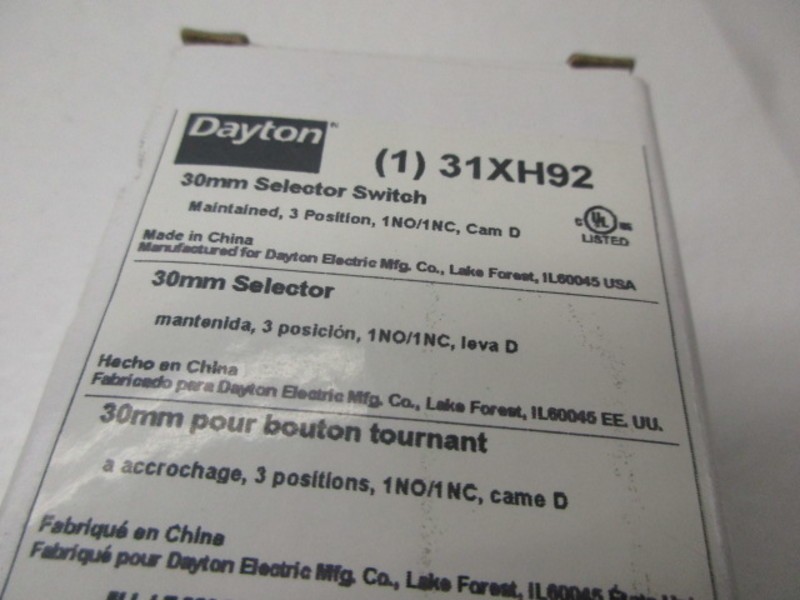 Dayton
(1) 31XH92
30mm Selector Switch
Maintained, 3 Position, 1NO/1NC, Cam D
C UL US
LISTED
Made in China
Manufactured for Dayton Electric Mfg. Co., Lake Forest, IL60045 USA
30mm Selector
mantenida, 3 posición, 1NO/1NC, leva D
Hecho en China
Fabricado para Dayton Electric Mfg. Co., Lake Forest, IL60045 EE. UU.
30mm pour bouton tournant
a accrochage, 3 positions, 1NO/1NC, came D
Fabriqué en China
Fabriqué pour Dayton Electric Mfg. Co., Lake Forest, IL60045